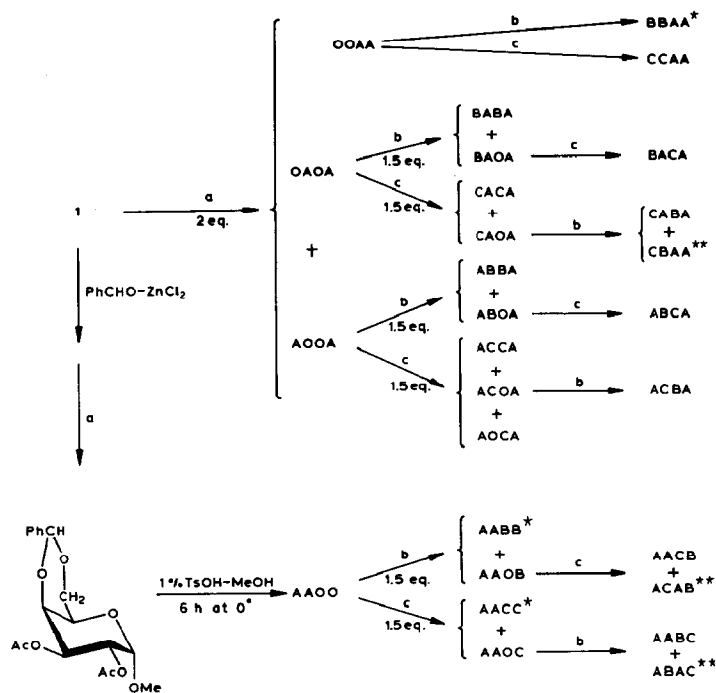 b
BBAA*
OOAA
c
CCAA
BABA
b
+
1.5 eq.
BAOA
c
BACA
OAOA
c
CACA
1.5 eq.
+
CABA
1
a
CAOA
b
+
2 eq.
CBAA**
+
PhCHO-ZnCl2
ABBA
b
+
1.5 eq.
ABOA
c
ABCA
AOOA
c
ACCA
1.5 eq.
+
ACOA
b
ACBA
+
a
AOCA
PhCH
O
O
CH2
O
AcO
AcO
OMe
1% TsOH-MeOH
6 h at 0°
AAOO
AABB*
b
+
1.5 eq.
AAOB
c
AACB
+
ACAB**
c
AACC*
1.5 eq.
+
AAOC
b
AABC
+
ABAC**